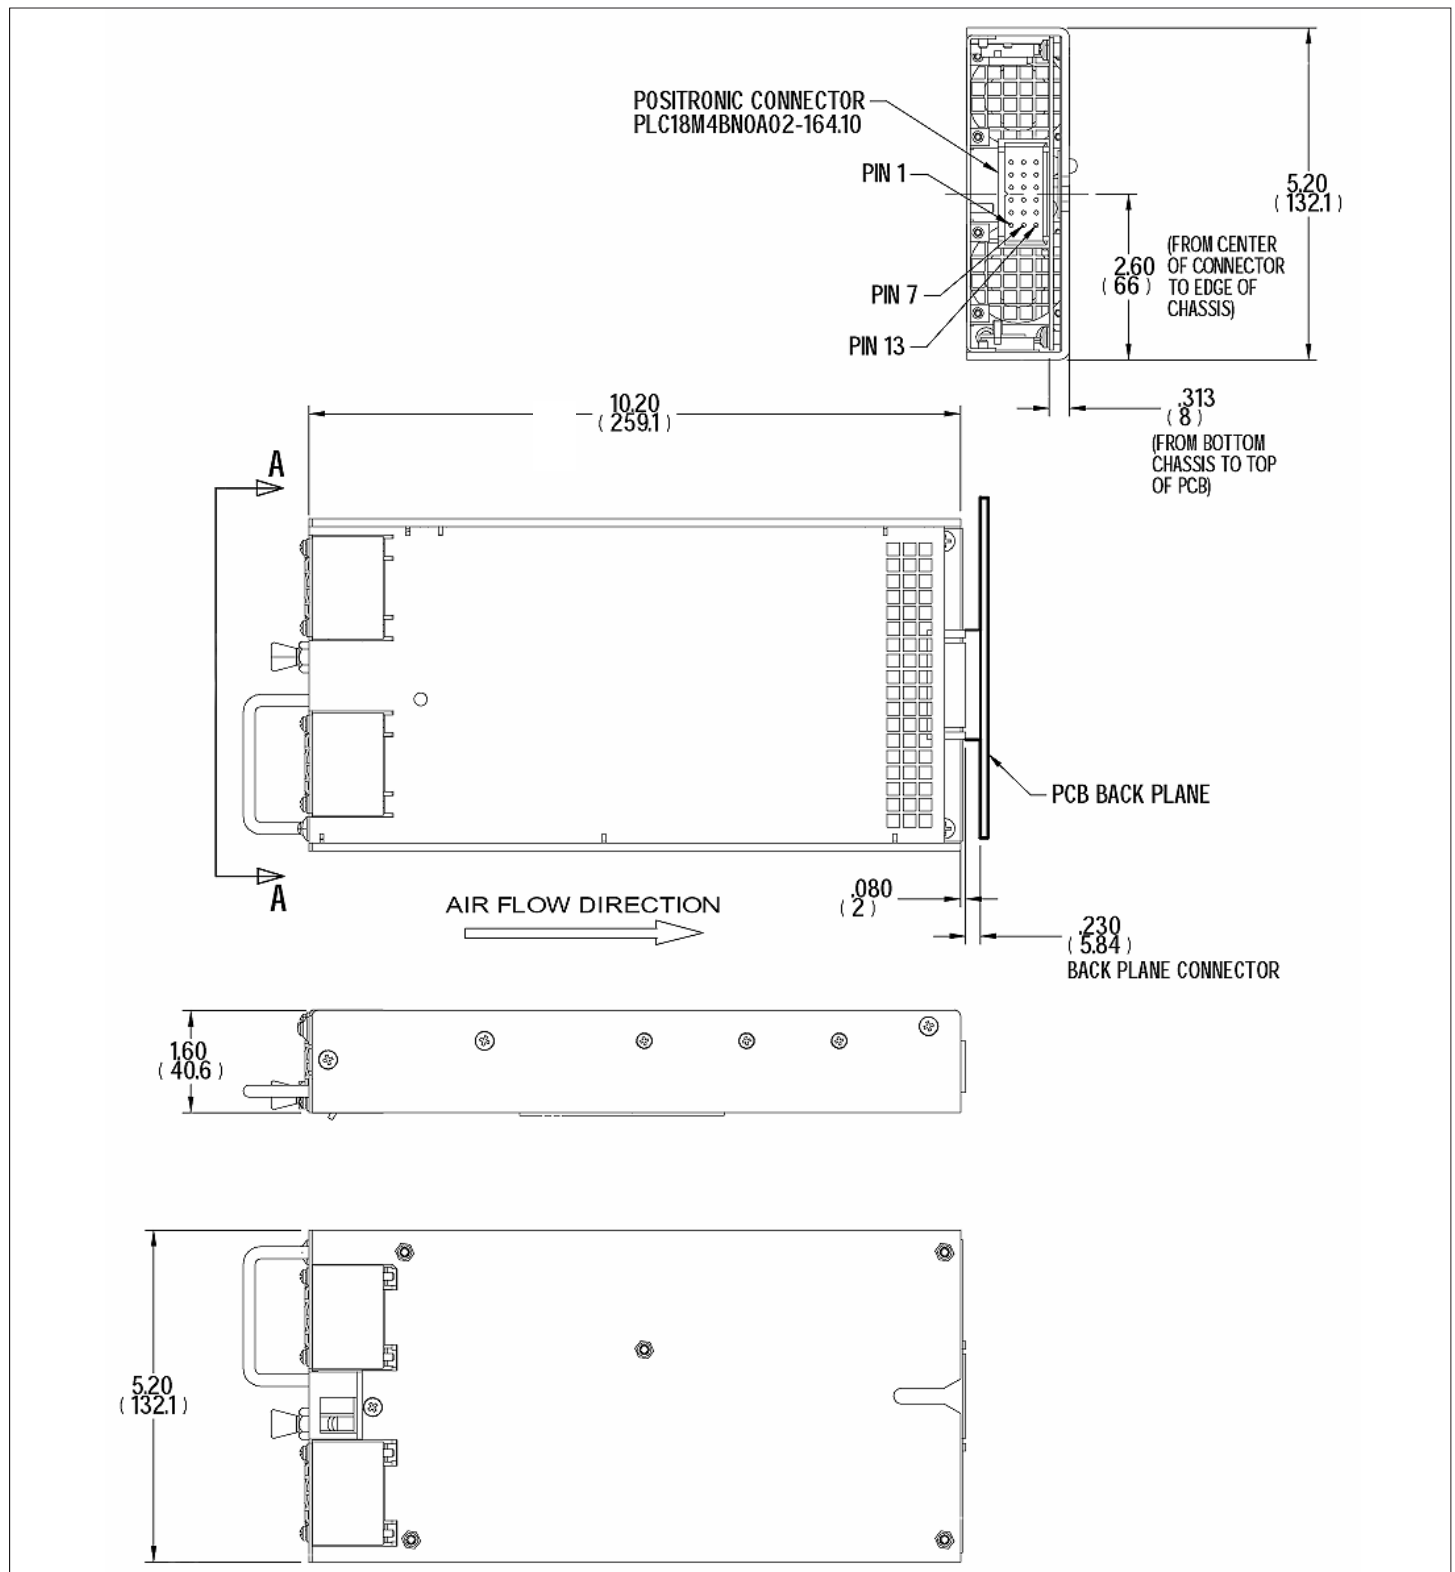 POSITRONIC CONNECTOR
PLC18M4BN0A02-164.10
PIN 1
PIN 7
PIN 13
5.20
(132.1)
2.60
(66)
(FROM CENTER
OF CONNECTOR
TO EDGE OF
CHASSIS)
.313
(8)
(FROM BOTTOM
CHASSIS TO TOP
OF PCB)
10.20
(259.1)
A
PCB BACK PLANE
A
AIR FLOW DIRECTION
.080
(2)
.230
(5.84)
BACK PLANE CONNECTOR
1.60
(40.6)
5.20
(132.1)